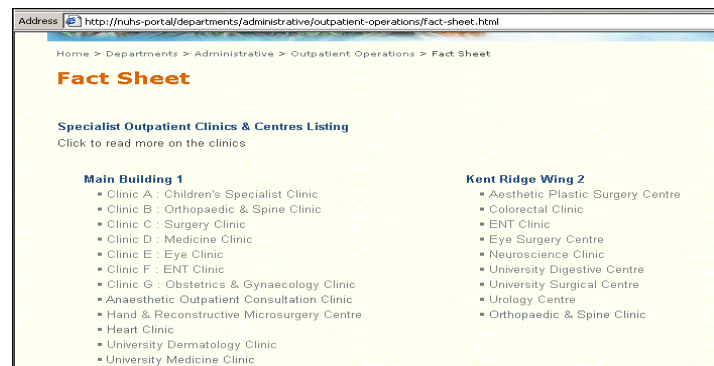 Address http://nuhs-portal/departments/administrative/outpatient-operations/fact-sheet.html
Home > Departments > Administrative > Outpatient Operations > Fact Sheet
Fact Sheet
Specialist Outpatient Clinics & Centres Listing
Click to read more on the clinics
Main Building 1
▪ Clinic A : Children's Specialist Clinic
▪ Clinic B : Orthopaedic & Spine Clinic
▪ Clinic C : Surgery Clinic
▪ Clinic D : Medicine Clinic
▪ Clinic E : Eye Clinic
▪ Clinic F : ENT Clinic
▪ Clinic G : Obstetrics & Gynaecology Clinic
▪ Anaesthetic Outpatient Consultation Clinic
▪ Hand & Reconstructive Microsurgery Centre
▪ Heart Clinic
▪ University Dermatology Clinic
▪ University Medicine Clinic
Kent Ridge Wing 2
▪ Aesthetic Plastic Surgery Centre
▪ Colorectal Clinic
▪ ENT Clinic
▪ Eye Surgery Centre
▪ Neuroscience Clinic
▪ University Digestive Centre
▪ University Surgical Centre
▪ Urology Centre
▪ Orthopaedic & Spine Clinic